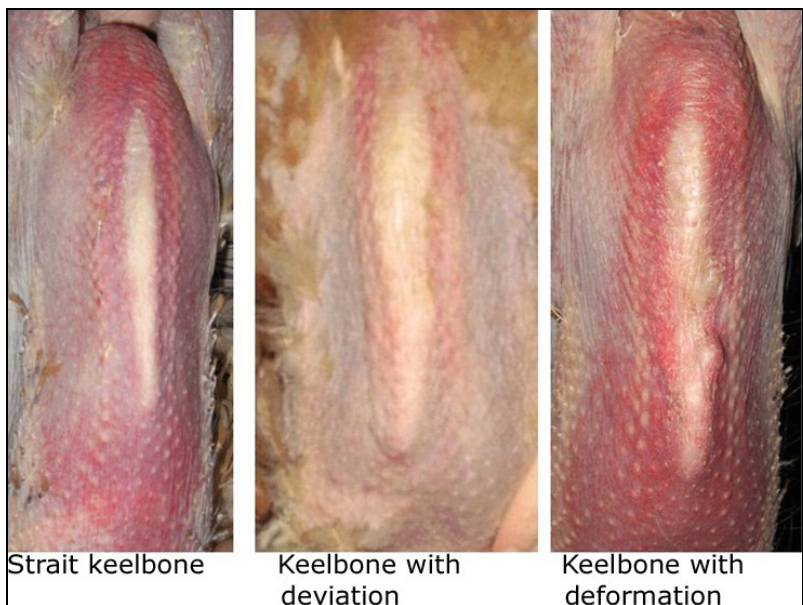 Strait keelbone
Keelbone with
deviation
Keelbone with
deformation